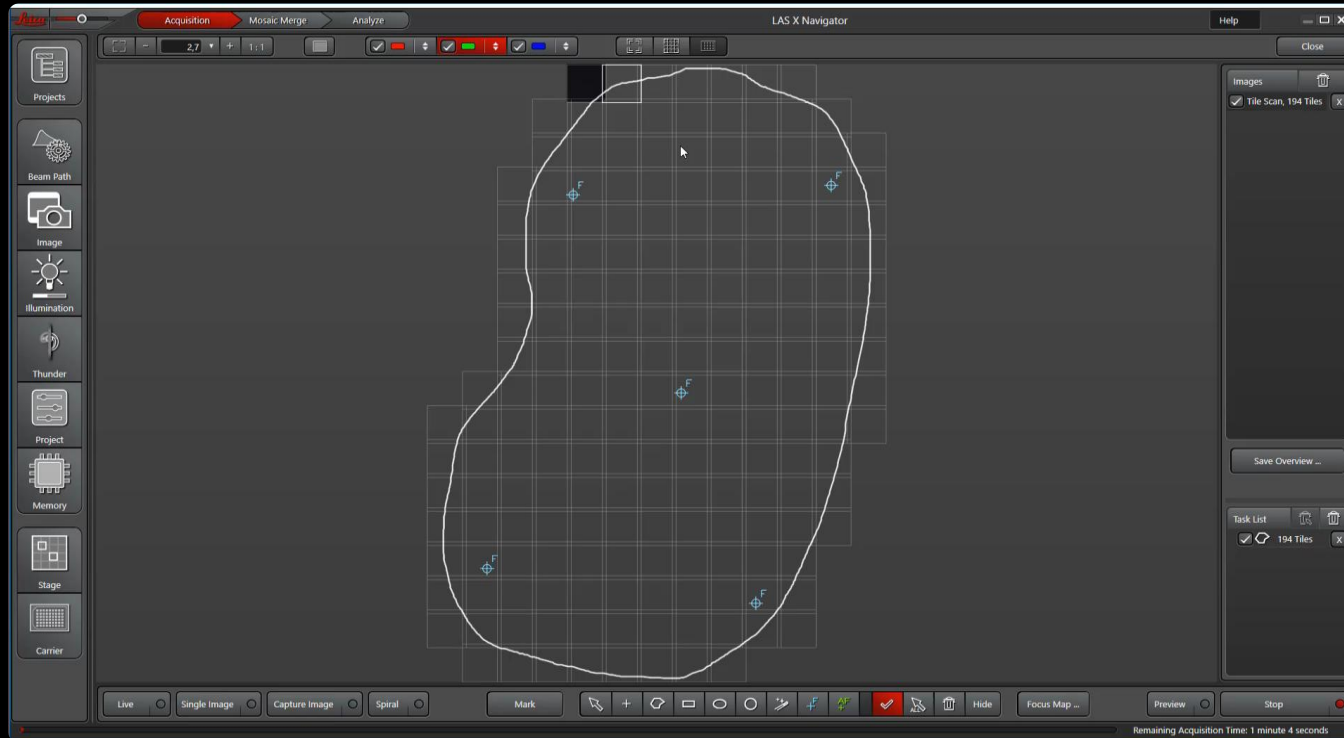 Leica
Acquisition
Mosaic Merge
Analyze
LAS X Navigator
Help
2,7
1:1
Close
Projects
Beam Path
Image
Illumination
Thunder
Project
Memory
Stage
Carrier
F
F
F
F
F
Images
Tile Scan, 194 Tiles
X
Save Overview ...
Task List
194 Tiles
X
Live
Single Image
Capture Image
Spiral
Mark
F
AF
Hide
Focus Map ...
Preview
Stop
Remaining Acquisition Time: 1 minute 4 seconds